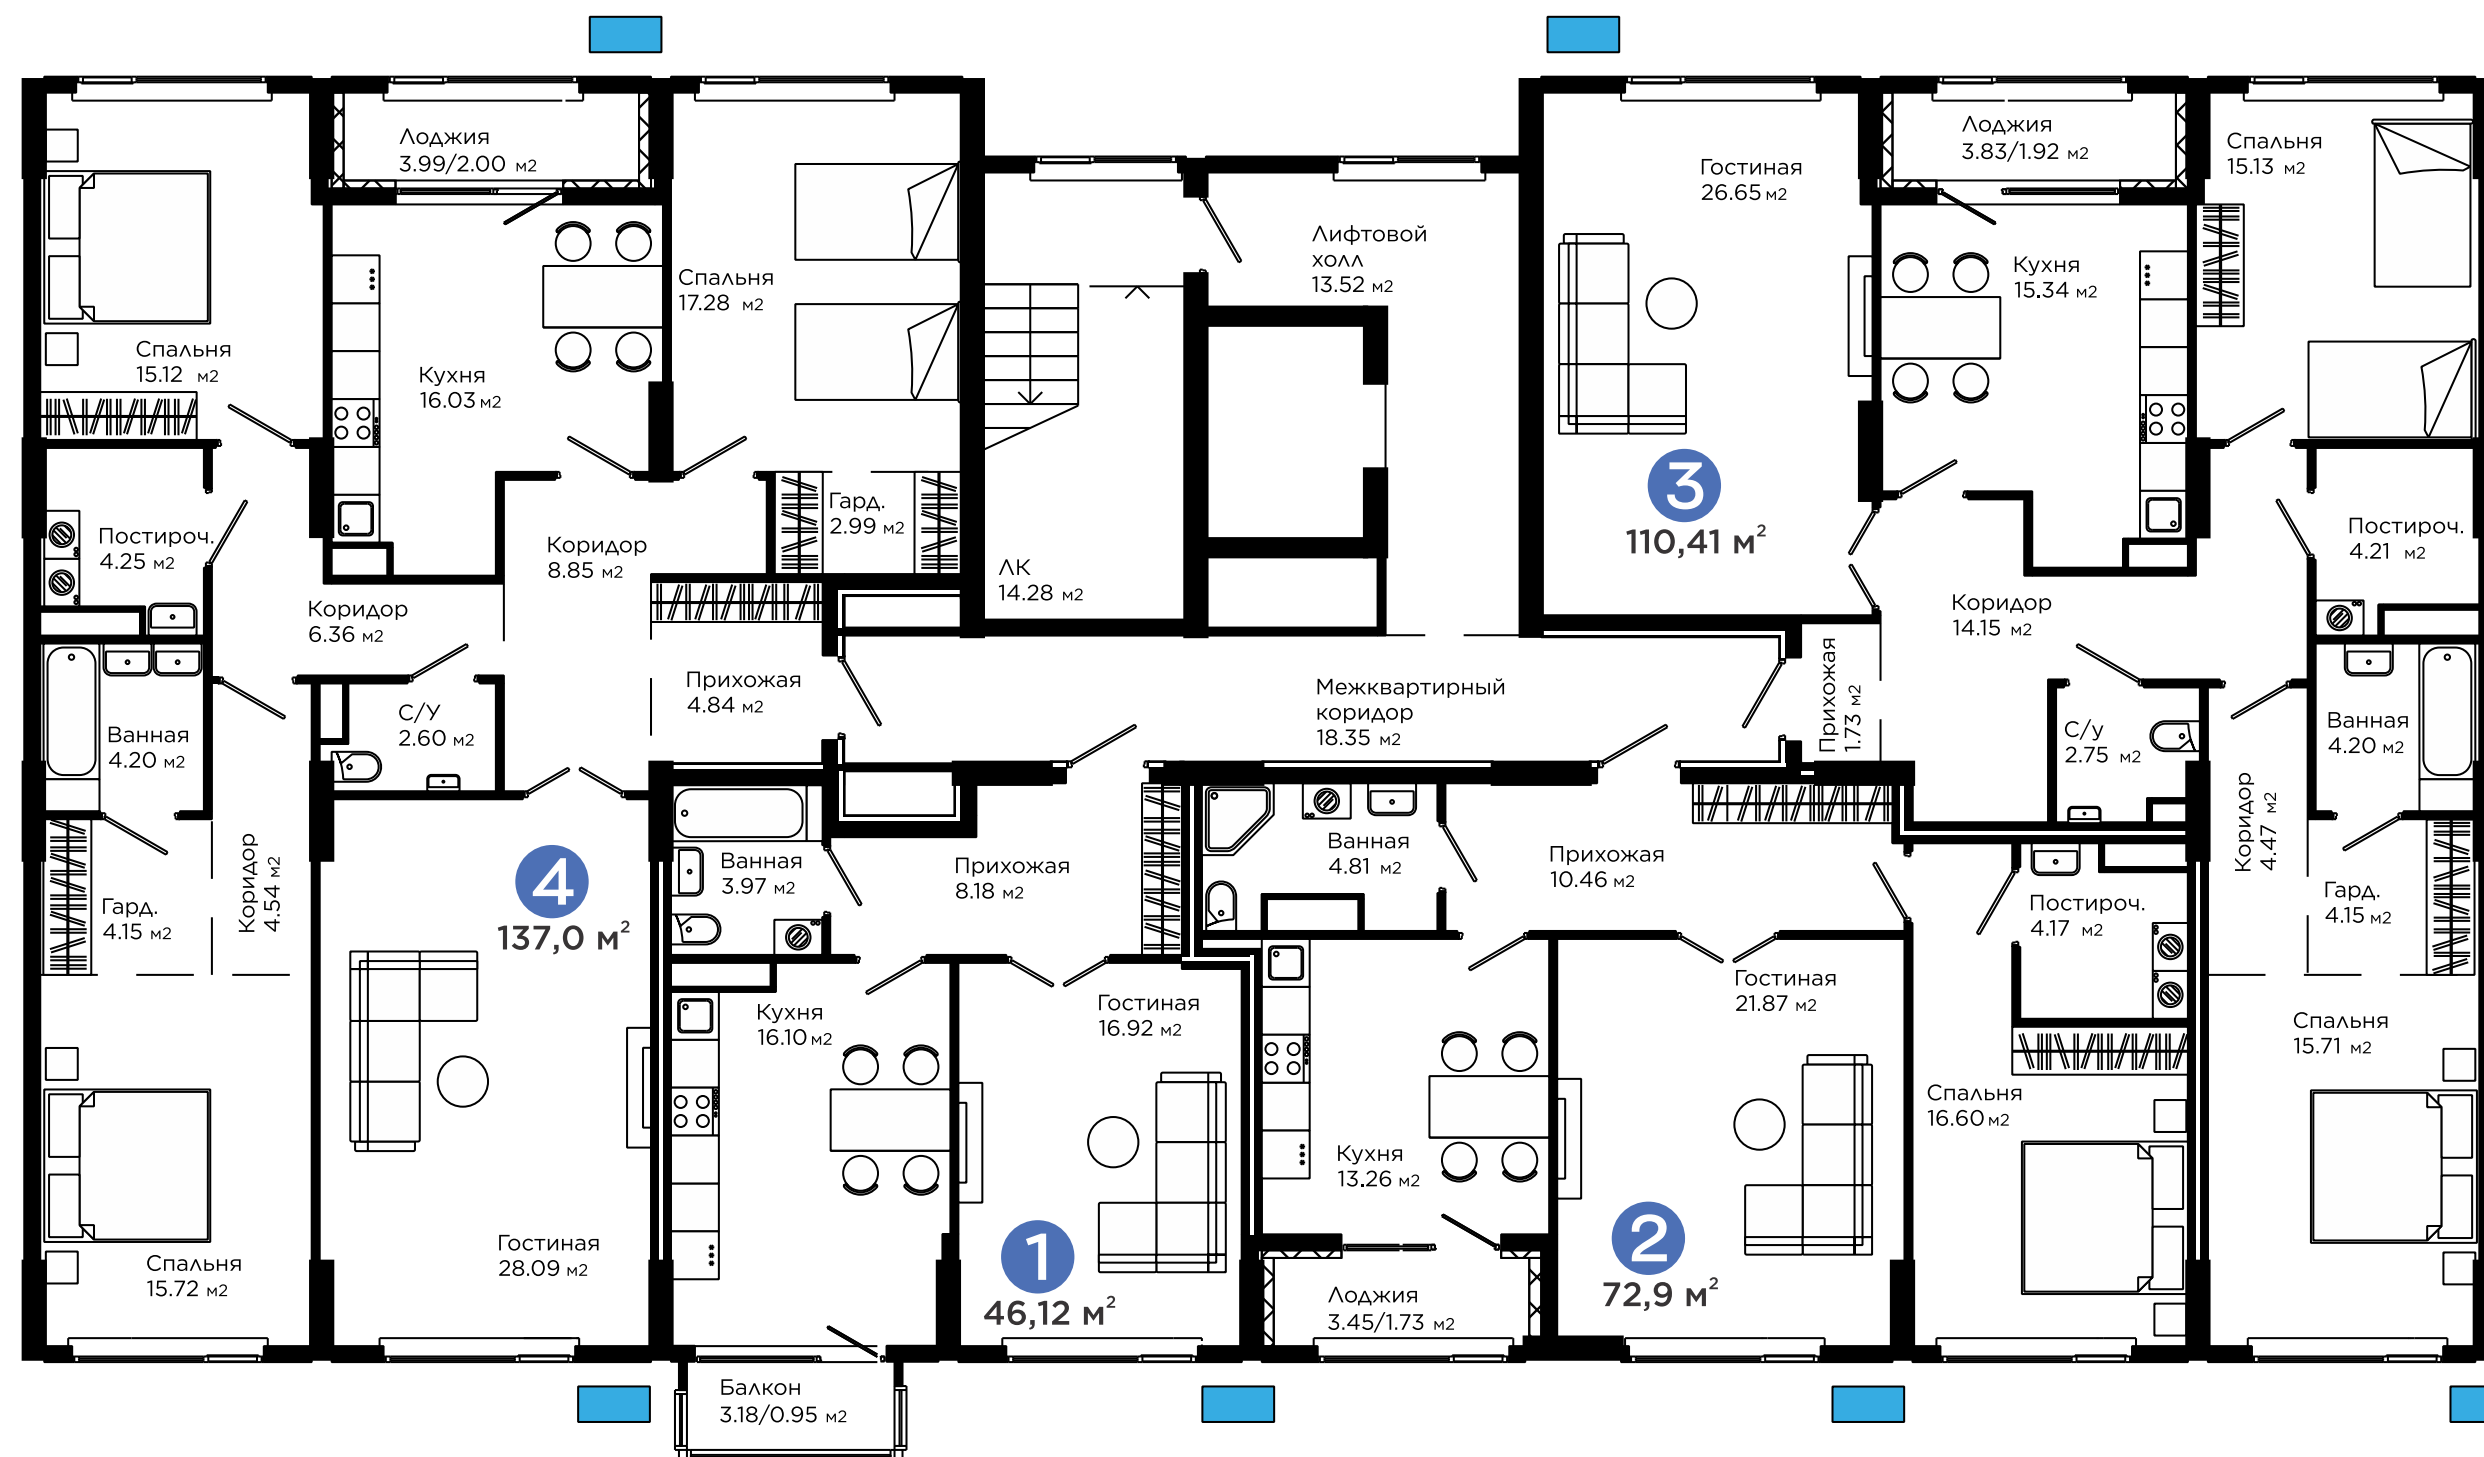 Лоджия
3.99/2.00 м2
Спальня
15.12 м2
Кухня
16.03 м2
Спальня
17.28 м2
Гард.
2.99 м2
Постироч.
4.25 м2
Коридор
8.85 м2
Коридор
6.36 м2
Прихожая
4.84 м2
С/У
2.60 м2
Ванная
4.20 м2
Гард.
4.15 м2
Коридор
4.54 м2
4
137,0 м²
Спальня
15.72 м2
Гостиная
28.09 м2
ЛК
14.28 м2
Лифтовой
холл
13.52 м2
Межквартирный
коридор
18.35 м2
Гостиная
26.65 м2
3
110,41 м²
Лоджия
3.83/1.92 м2
Кухня
15.34 м2
Спальня
15.13 м2
Постироч.
4.21 м2
Коридор
14.15 м2
Прихожая
1.73 м2
С/у
2.75 м2
Ванная
4.20 м2
Коридор
4.47 м2
Гард.
4.15 м2
Спальня
15.71 м2
Ванная
3.97 м2
Прихожая
8.18 м2
Кухня
16.10 м2
Гостиная
16.92 м2
1
46,12 м²
Балкон
3.18/0.95 м2
Ванная
4.81 м2
Прихожая
10.46 м2
Кухня
13.26 м2
Гостиная
21.87 м2
Постироч.
4.17 м2
Спальня
16.60 м2
2
72,9 м²
Лоджия
3.45/1.73 м2